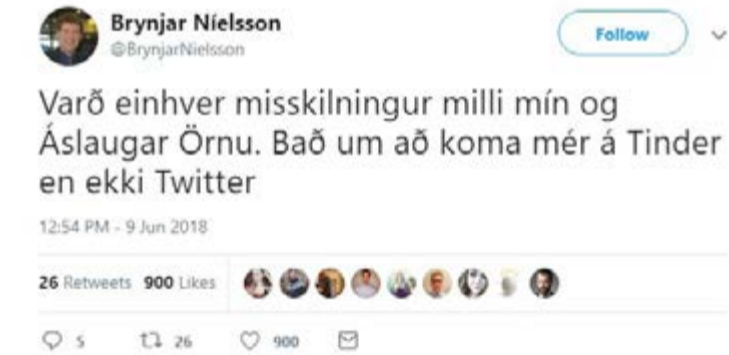 Brynjar Níelsson
@BrynjarNielsson
Follow
Varð einhver misskilningur milli mín og
Áslaugar Örnu. Bað um að koma mér á Tinder
en ekki Twitter
12:54 PM - 9 Jun 2018
26 Retweets 900 Likes
5 26 900